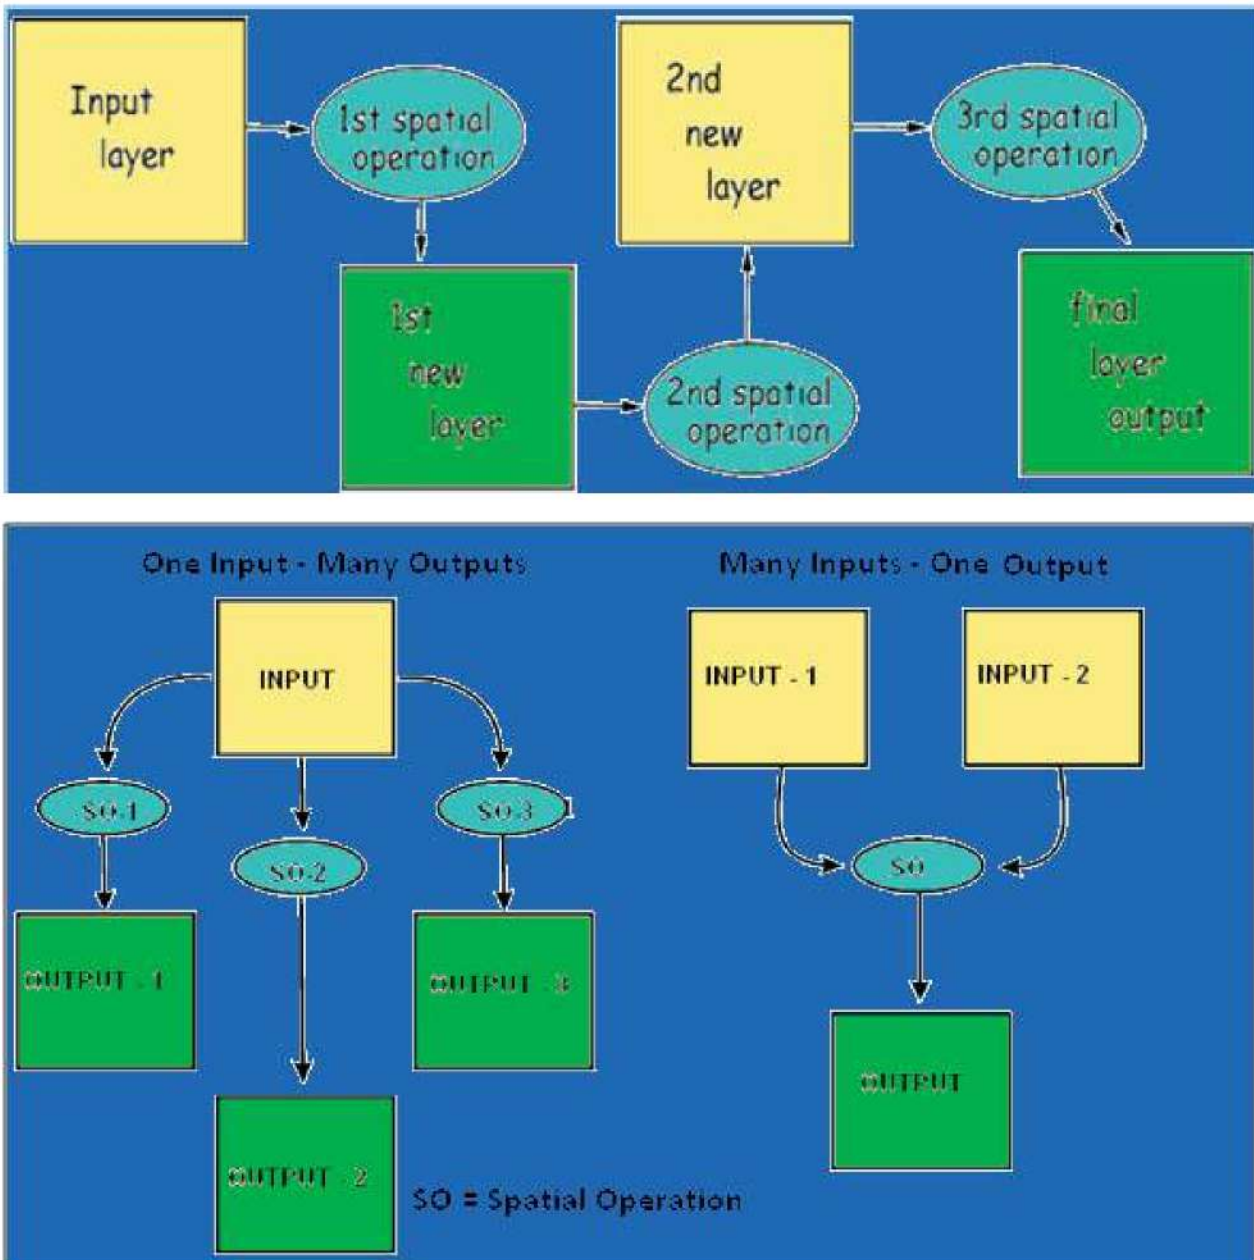 Input
layer
1st spatial
operation
1st
new
layer
2nd spatial
operation
2nd
new
layer
3rd spatial
operation
final
layer
output
One Input - Many Outputs
INPUT
SO-1
SO-2
SO-3
OUTPUT - 1
OUTPUT - 2
OUTPUT - 3
SO = Spatial Operation
Many Inputs - One Output
INPUT - 1
INPUT - 2
SO
OUTPUT